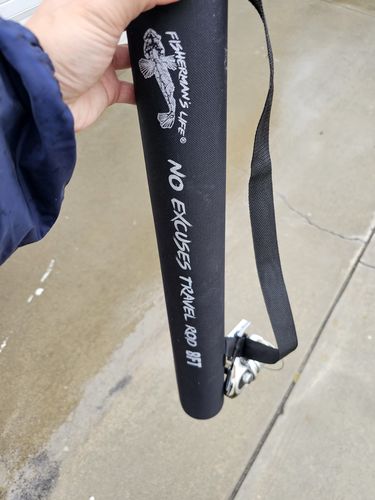 FISHERMAN'S LIFE®
NO EXCUSES TRAVEL ROD 8FT